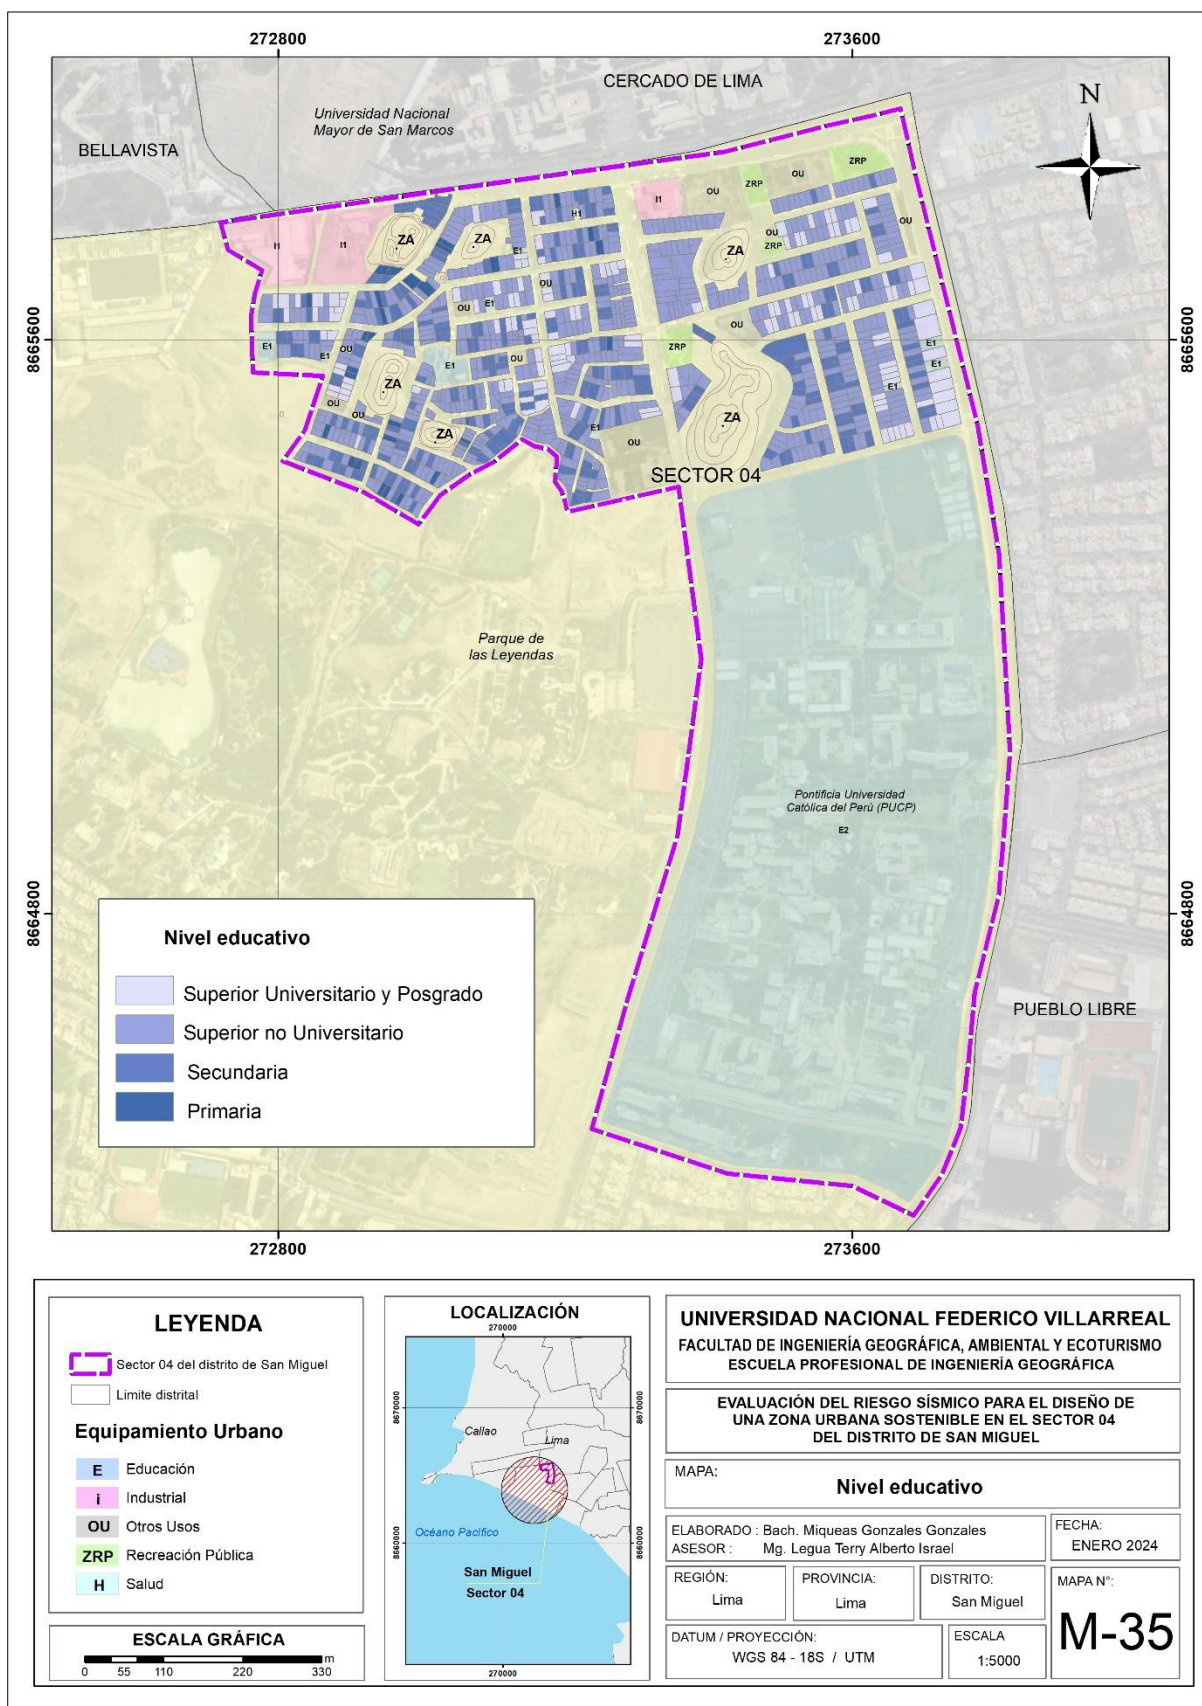 272800
273600
CERCADO DE LIMA
Universidad Nacional
Mayor de San Marcos
BELLAVISTA
N
ZRP
OU
ZRP
OU
I1
H1
OU
OU
ZRP
I1
I1
ZA
ZA
E1
ZA
OU
OU
E1
OU
OU
8665600
8665600
E1
E1
OU
E1
OU
ZRP
E1
E1
E1
ZA
OU
OU
ZA
ZA
E1
OU
ZA
SECTOR 04
Parque de
las Leyendas
Pontificia Universidad
Católica del Perú (PUCP)
E2
8664800
8664800
PUEBLO LIBRE
Nivel educativo
Superior Universitario y Posgrado
Superior no Universitario
Secundaria
Primaria
272800
273600
LEYENDA
Sector 04 del distrito de San Miguel
Limite distrital
Equipamiento Urbano
E Educación
i Industrial
OU Otros Usos
ZRP Recreación Pública
H Salud
ESCALA GRÁFICA
m
0 55 110 220 330
LOCALIZACIÓN
270000
8670000
8670000
Callao
Lima
Océano Pacífico
8660000
8660000
San Miguel
Sector 04
270000
UNIVERSIDAD NACIONAL FEDERICO VILLARREAL
FACULTAD DE INGENIERÍA GEOGRÁFICA, AMBIENTAL Y ECOTURISMO
ESCUELA PROFESIONAL DE INGENIERÍA GEOGRÁFICA
EVALUACIÓN DEL RIESGO SÍSMICO PARA EL DISEÑO DE
UNA ZONA URBANA SOSTENIBLE EN EL SECTOR 04
DEL DISTRITO DE SAN MIGUEL
MAPA:
Nivel educativo
ELABORADO : Bach. Miqueas Gonzales Gonzales
ASESOR : Mg. Legua Terry Alberto Israel
FECHA:
ENERO 2024
REGIÓN:
Lima
PROVINCIA:
Lima
DISTRITO:
San Miguel
MAPA N°:
M-35
DATUM / PROYECCIÓN:
WGS 84 - 18S / UTM
ESCALA
1:5000